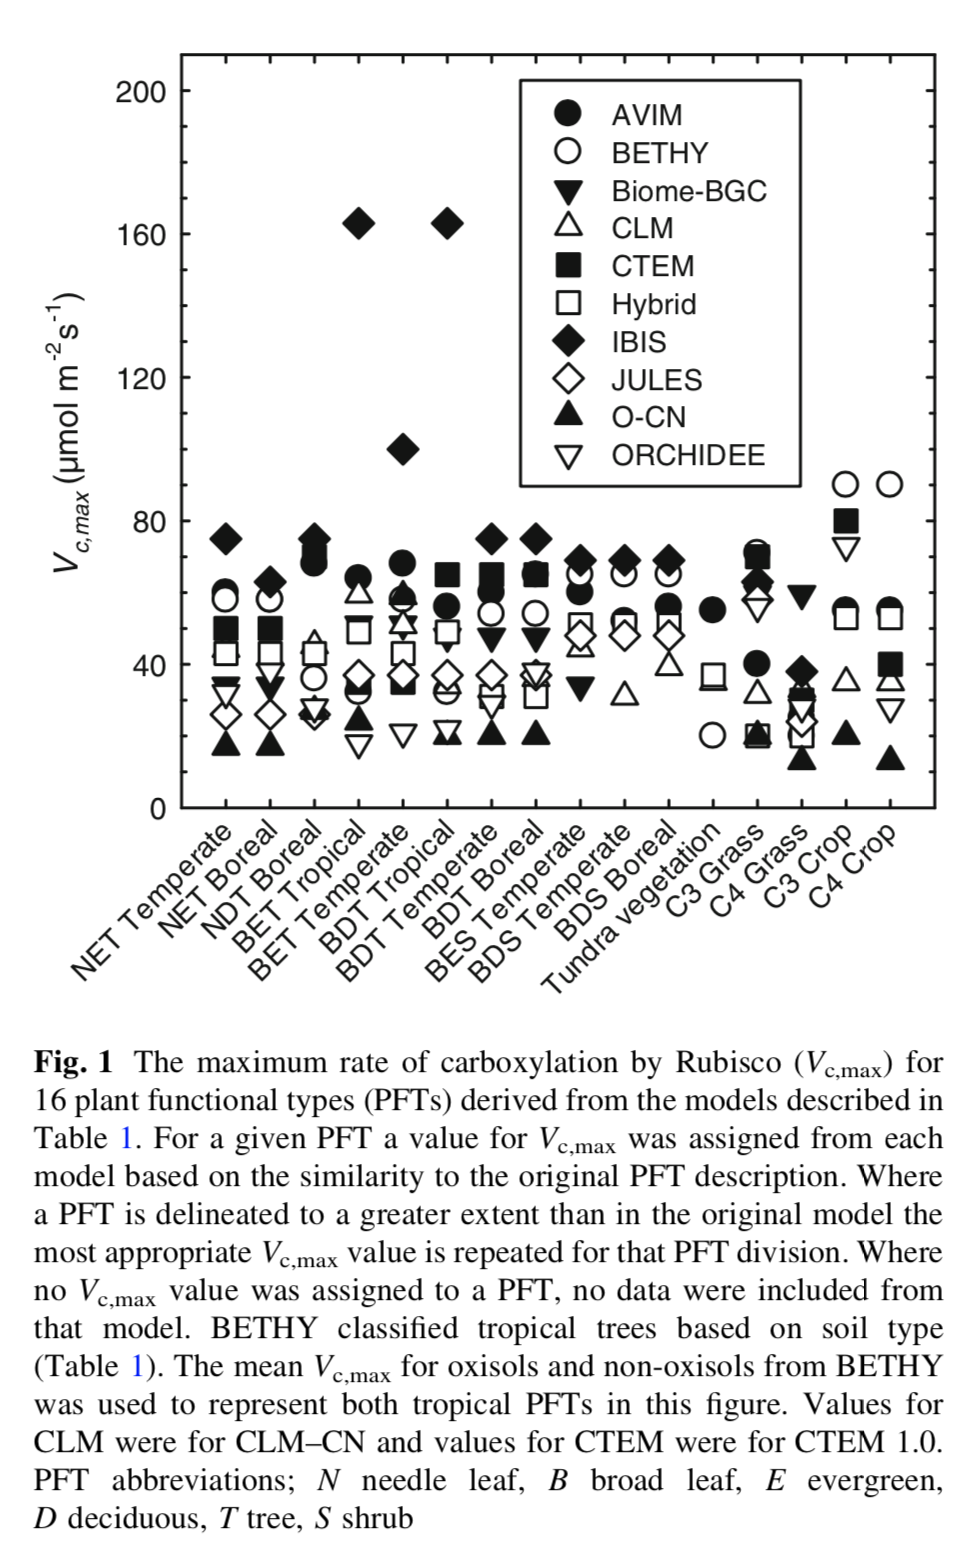 200
160
120
80
40
0
V c,max (μmol m-2 s-1)
AVIM
BETHY
Biome-BGC
CLM
CTEM
Hybrid
IBIS
JULES
O-CN
ORCHIDEE
NET Temperate
NET Boreal
NDT Boreal
BET Tropical
BET Temperate
BDT Tropical
BDT Temperate
BDT Boreal
BES Temperate
BDS Temperate
BDS Boreal
Tundra vegetation
C3 Grass
C4 Grass
C3 Crop
C4 Crop
Fig. 1 The maximum rate of carboxylation by Rubisco (Vc,max) for
16 plant functional types (PFTs) derived from the models described in
Table 1. For a given PFT a value for Vc,max was assigned from each
model based on the similarity to the original PFT description. Where
a PFT is delineated to a greater extent than in the original model the
most appropriate Vc,max value is repeated for that PFT division. Where
no Vc,max value was assigned to a PFT, no data were included from
that model. BETHY classified tropical trees based on soil type
(Table 1). The mean Vc,max for oxisols and non-oxisols from BETHY
was used to represent both tropical PFTs in this figure. Values for
CLM were for CLM–CN and values for CTEM were for CTEM 1.0.
PFT abbreviations; N needle leaf, B broad leaf, E evergreen,
D deciduous, T tree, S shrub